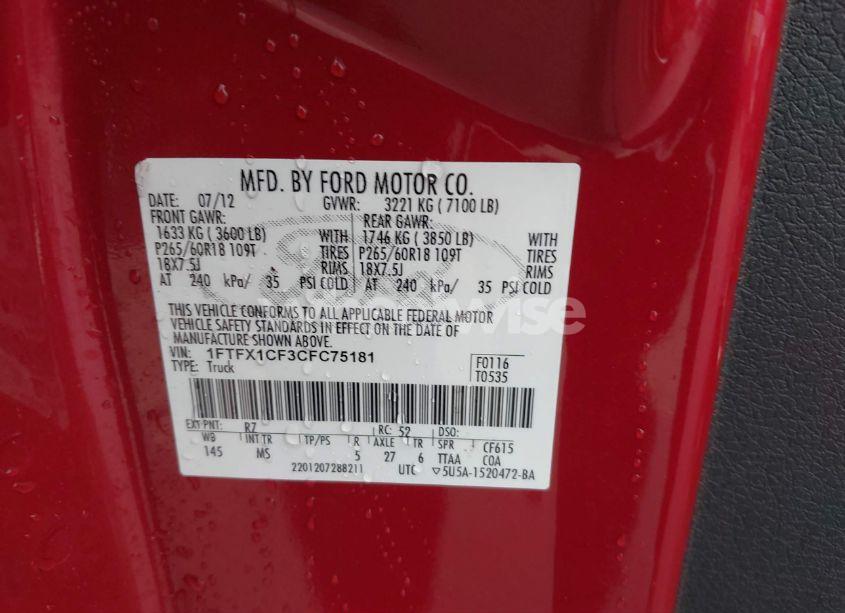 MFD. BY FORD MOTOR CO.
DATE: 07/12 GVWR: 3221 KG ( 7100 LB)
FRONT GAWR: REAR GAWR:
1633 KG ( 3600 LB) WITH 1746 KG ( 3850 LB) WITH
P265/60R18 109T TIRES P265/60R18 109T TIRES
18X7.5J RIMS 18X7.5J RIMS
AT 240 kPa/ 35 PSI COLD AT 240 kPa/ 35 PSI COLD
THIS VEHICLE CONFORMS TO ALL APPLICABLE FEDERAL MOTOR
VEHICLE SAFETY STANDARDS IN EFFECT ON THE DATE OF
MANUFACTURE SHOWN ABOVE.
VIN: 1FTFX1CF3CFC75181
TYPE: Truck
F0116
T0535
EXT PNT: RZ RC: 52 DSO:
WB INT TR TP/PS R AXLE TR SPR CF615
145 MS 5 27 6 TTAA COA
2201207288211 UTC ▽5U5A-1520472-BA